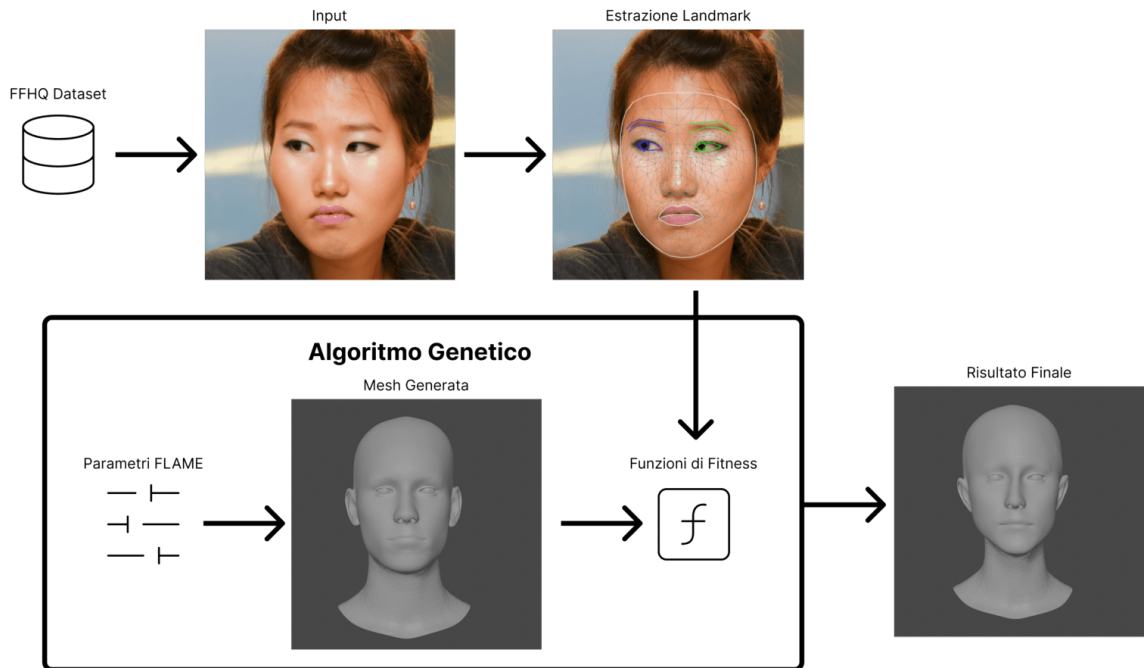 Input
Estrazione Landmark
FFHQ Dataset
Algoritmo Genetico
Mesh Generata
Risultato Finale
Parametri FLAME
Funzioni di Fitness